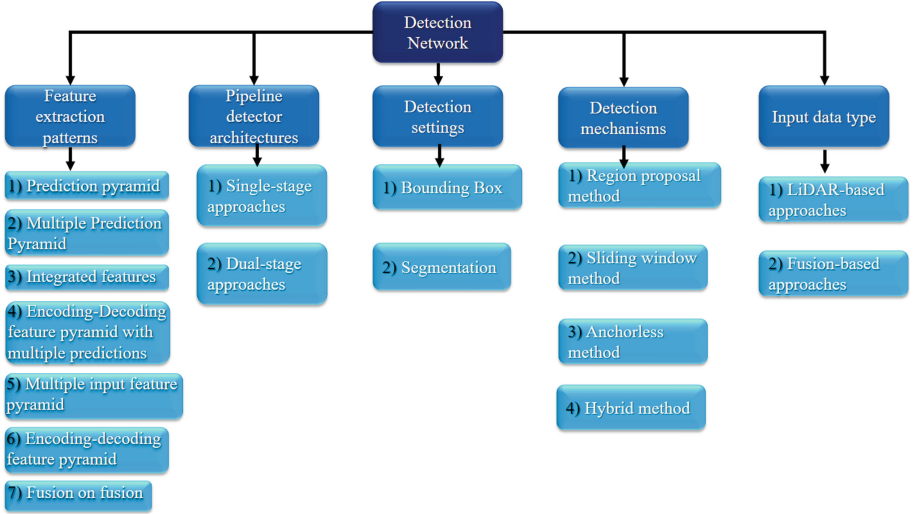 Detection
Network
Feature
extraction
patterns
1) Prediction pyramid
2) Multiple Prediction
Pyramid
3) Integrated features
4) Encoding-Decoding
feature pyramid with
multiple predictions
5) Multiple input feature
pyramid
6) Encoding-decoding
feature pyramid
7) Fusion on fusion
Pipeline
detector
architectures
1) Single-stage
approaches
2) Dual-stage
approaches
Detection
settings
1) Bounding Box
2) Segmentation
Detection
mechanisms
1) Region proposal
method
2) Sliding window
method
3) Anchorless
method
4) Hybrid method
Input data type
1) LiDAR-based
approaches
2) Fusion-based
approaches